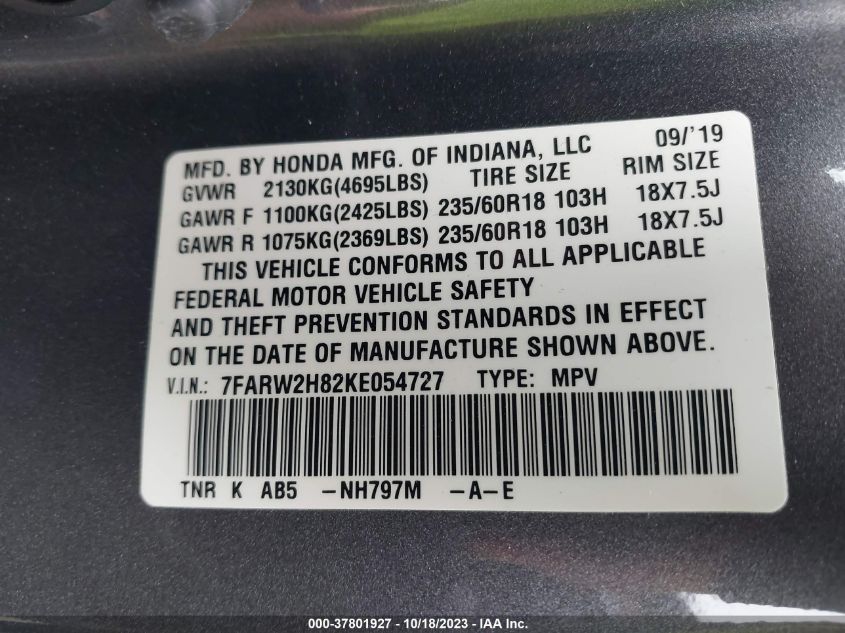 MFD. BY HONDA MFG. OF INDIANA, LLC 09/'19
GVWR 2130KG(4695LBS) TIRE SIZE RIM SIZE
GAWR F 1100KG(2425LBS) 235/60R18 103H 18X7.5J
GAWR R 1075KG(2369LBS) 235/60R18 103H 18X7.5J
THIS VEHICLE CONFORMS TO ALL APPLICABLE
FEDERAL MOTOR VEHICLE SAFETY
AND THEFT PREVENTION STANDARDS IN EFFECT
ON THE DATE OF MANUFACTURE SHOWN ABOVE.
V.I.N.: 7FARW2H82KE054727 TYPE: MPV
TNR K AB5 -NH797M -A-E
000-37801927 - 10/18/2023 - © IAA Inc.